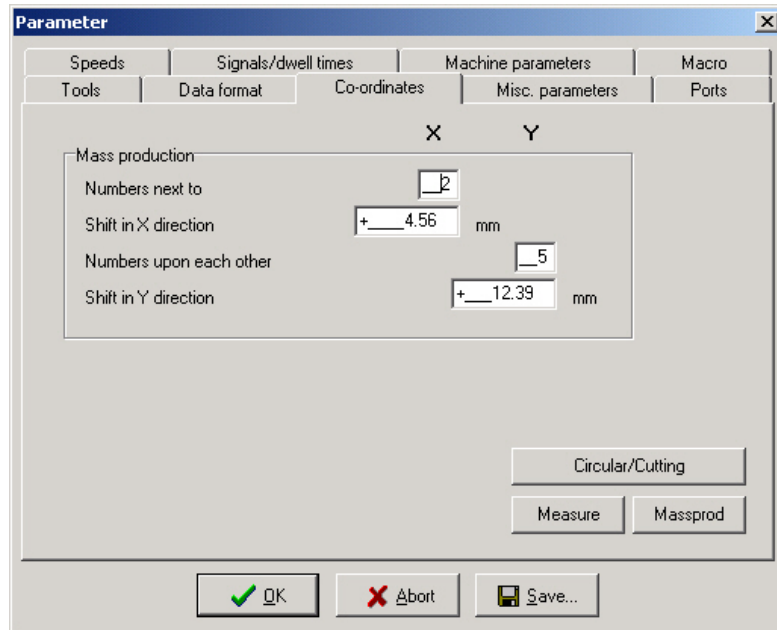 Parameter
Speeds Signals/dwell times Machine parameters Macro
Tools Data format Co-ordinates Misc. parameters Ports
X Y
Mass production
Numbers next to __2
Shift in X direction +____4.56 mm
Numbers upon each other __5
Shift in Y direction +___12.39 mm
Circular/Cutting
Measure Massprod
OK Abort Save...